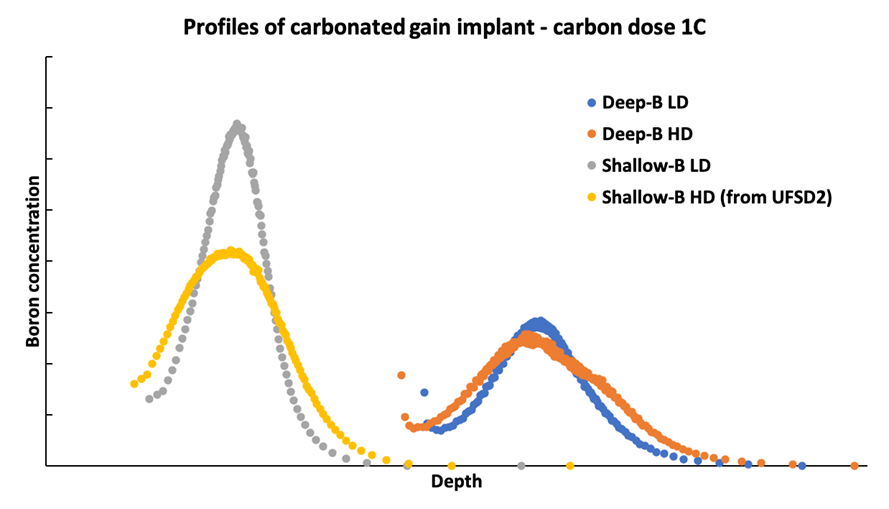 Profiles of carbonated gain implant - carbon dose 1C
Deep-B LD
Deep-B HD
Shallow-B LD
Shallow-B HD (from UFSD2)
Boron concentration
Depth